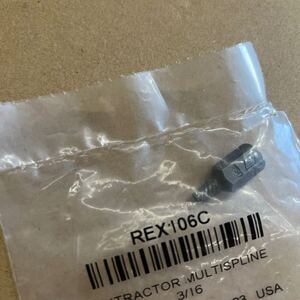 REX106C
TRACTOR MULTISPLINE
3/16
USA